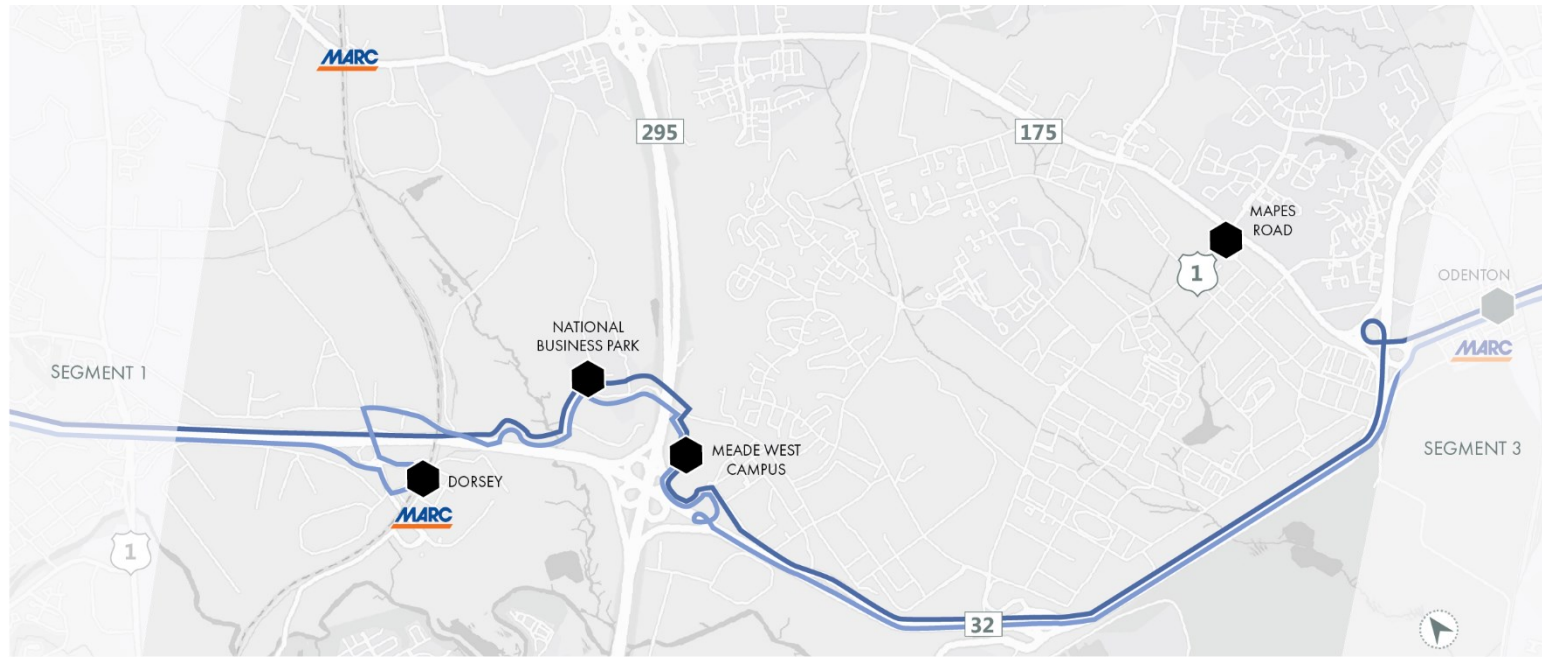 MARC
295
175
MAPES
ROAD
1
ODENTON
MARC
NATIONAL
BUSINESS PARK
SEGMENT 1
MEADE WEST
CAMPUS
SEGMENT 3
DORSEY
MARC
1
32